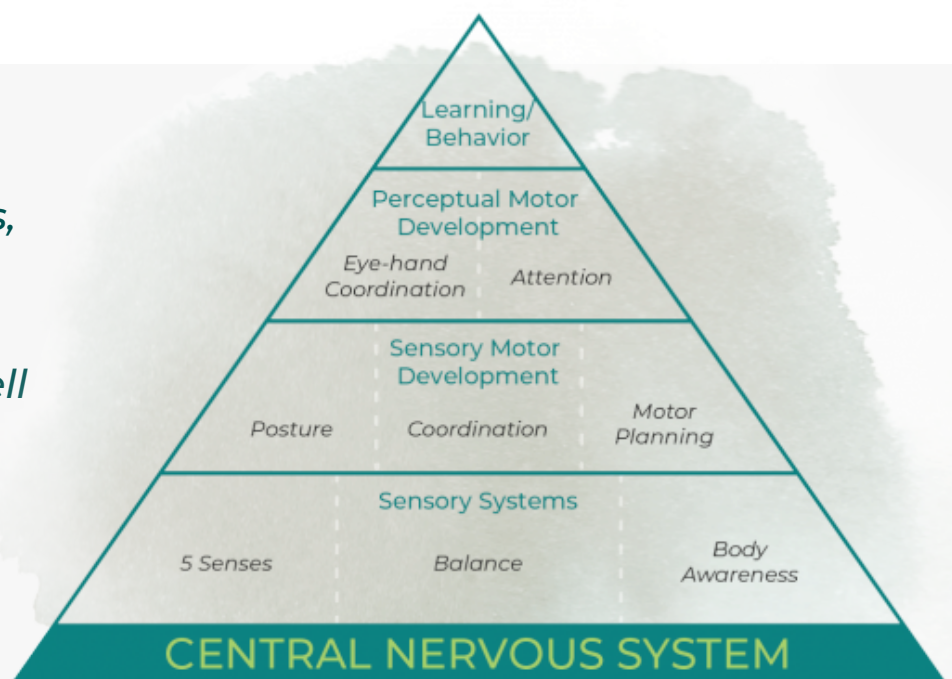 Learning/
Behavior
s,
Perceptual Motor
Development
Eye-hand
Coordination
Attention
ell
Sensory Motor
Development
Posture
Coordination
Motor
Planning
Sensory Systems
5 Senses
Balance
Body
Awareness
CENTRAL NERVOUS SYSTEM